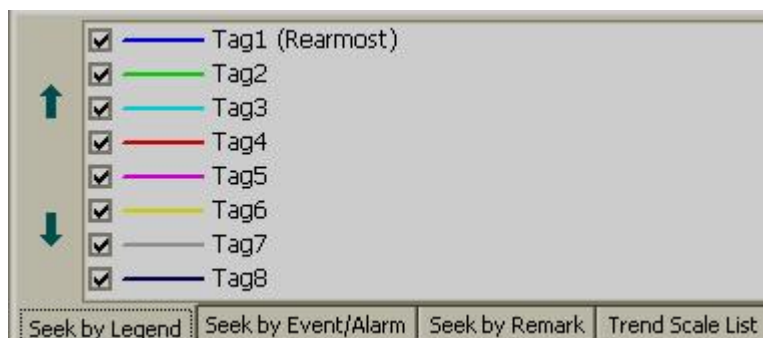 Tag1 (Rearmost)
Tag2
Tag3
Tag4
Tag5
Tag6
Tag7
Tag8
Seek by Legend Seek by Event/Alarm Seek by Remark Trend Scale List